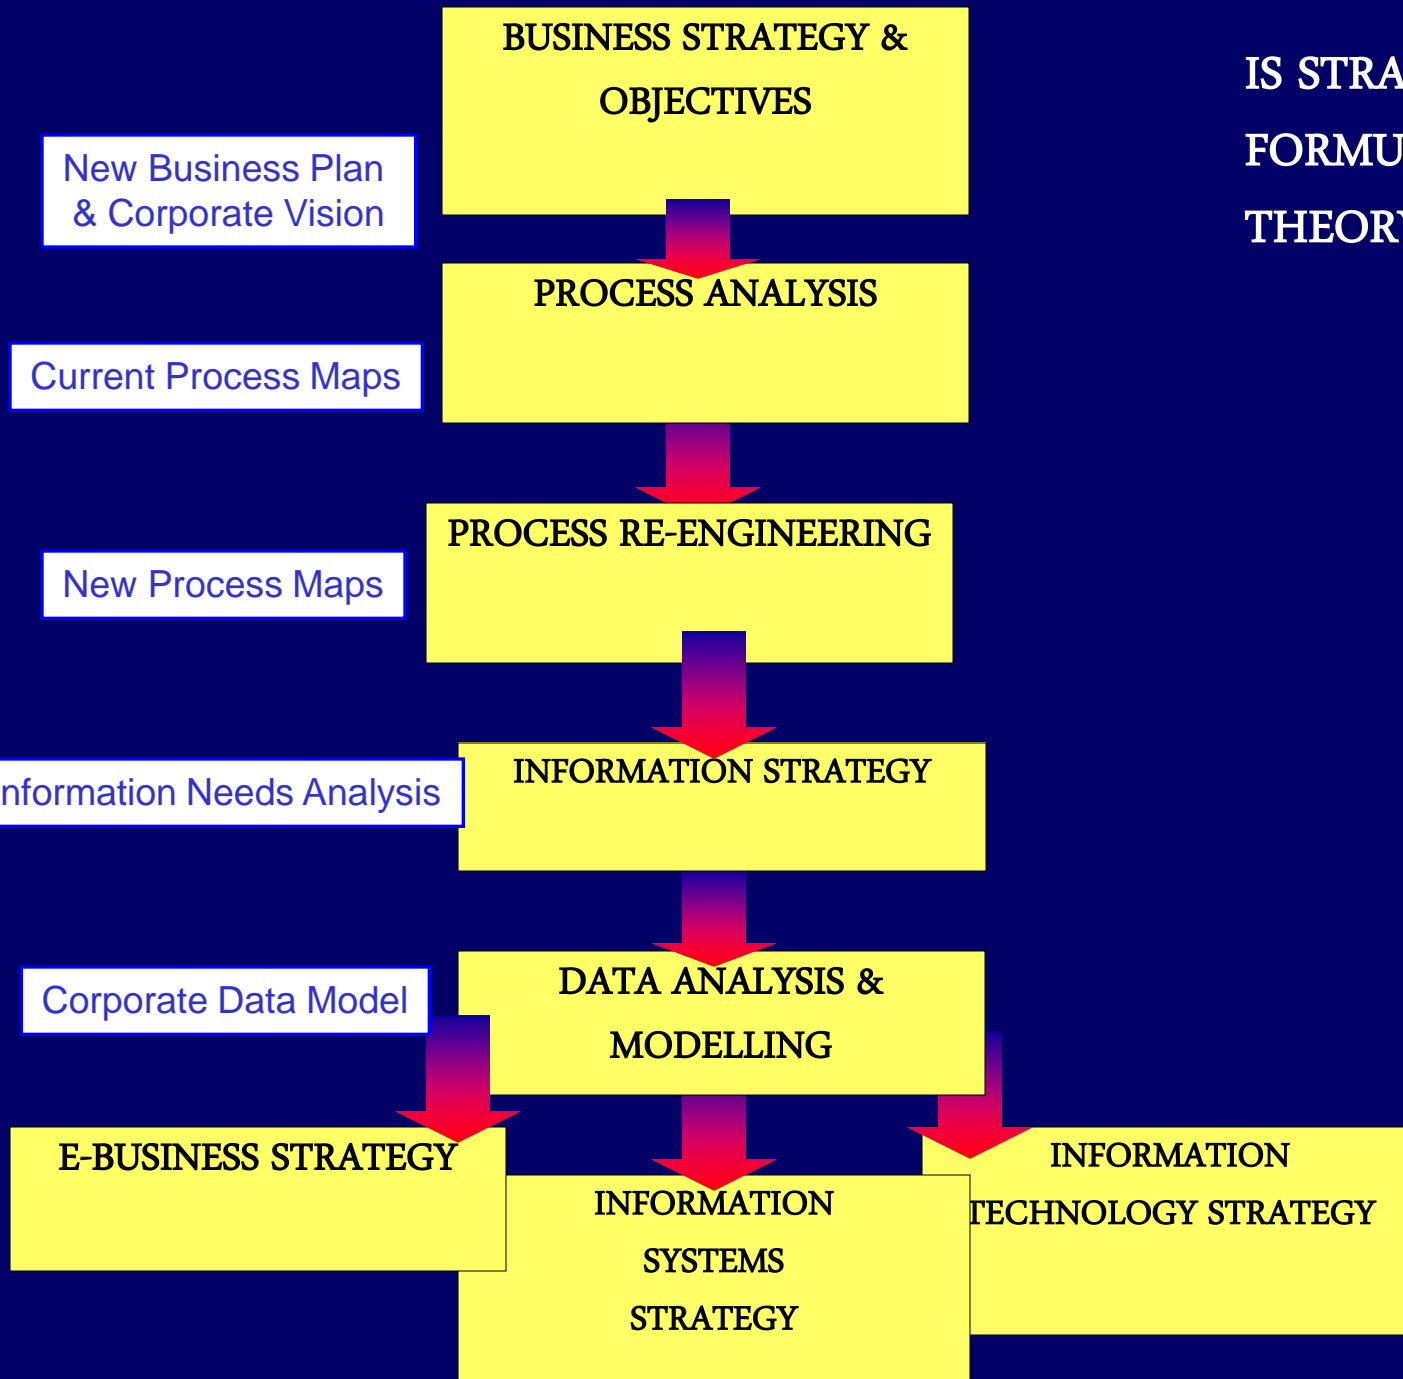 BUSINESS STRATEGY &
OBJECTIVES
IS STRA
FORMU
THEORY
New Business Plan
& Corporate Vision
PROCESS ANALYSIS
Current Process Maps
PROCESS RE-ENGINEERING
New Process Maps
INFORMATION STRATEGY
nformation Needs Analysis
DATA ANALYSIS &
MODELLING
Corporate Data Model
E-BUSINESS STRATEGY
INFORMATION
SYSTEMS
STRATEGY
INFORMATION
TECHNOLOGY STRATEGY